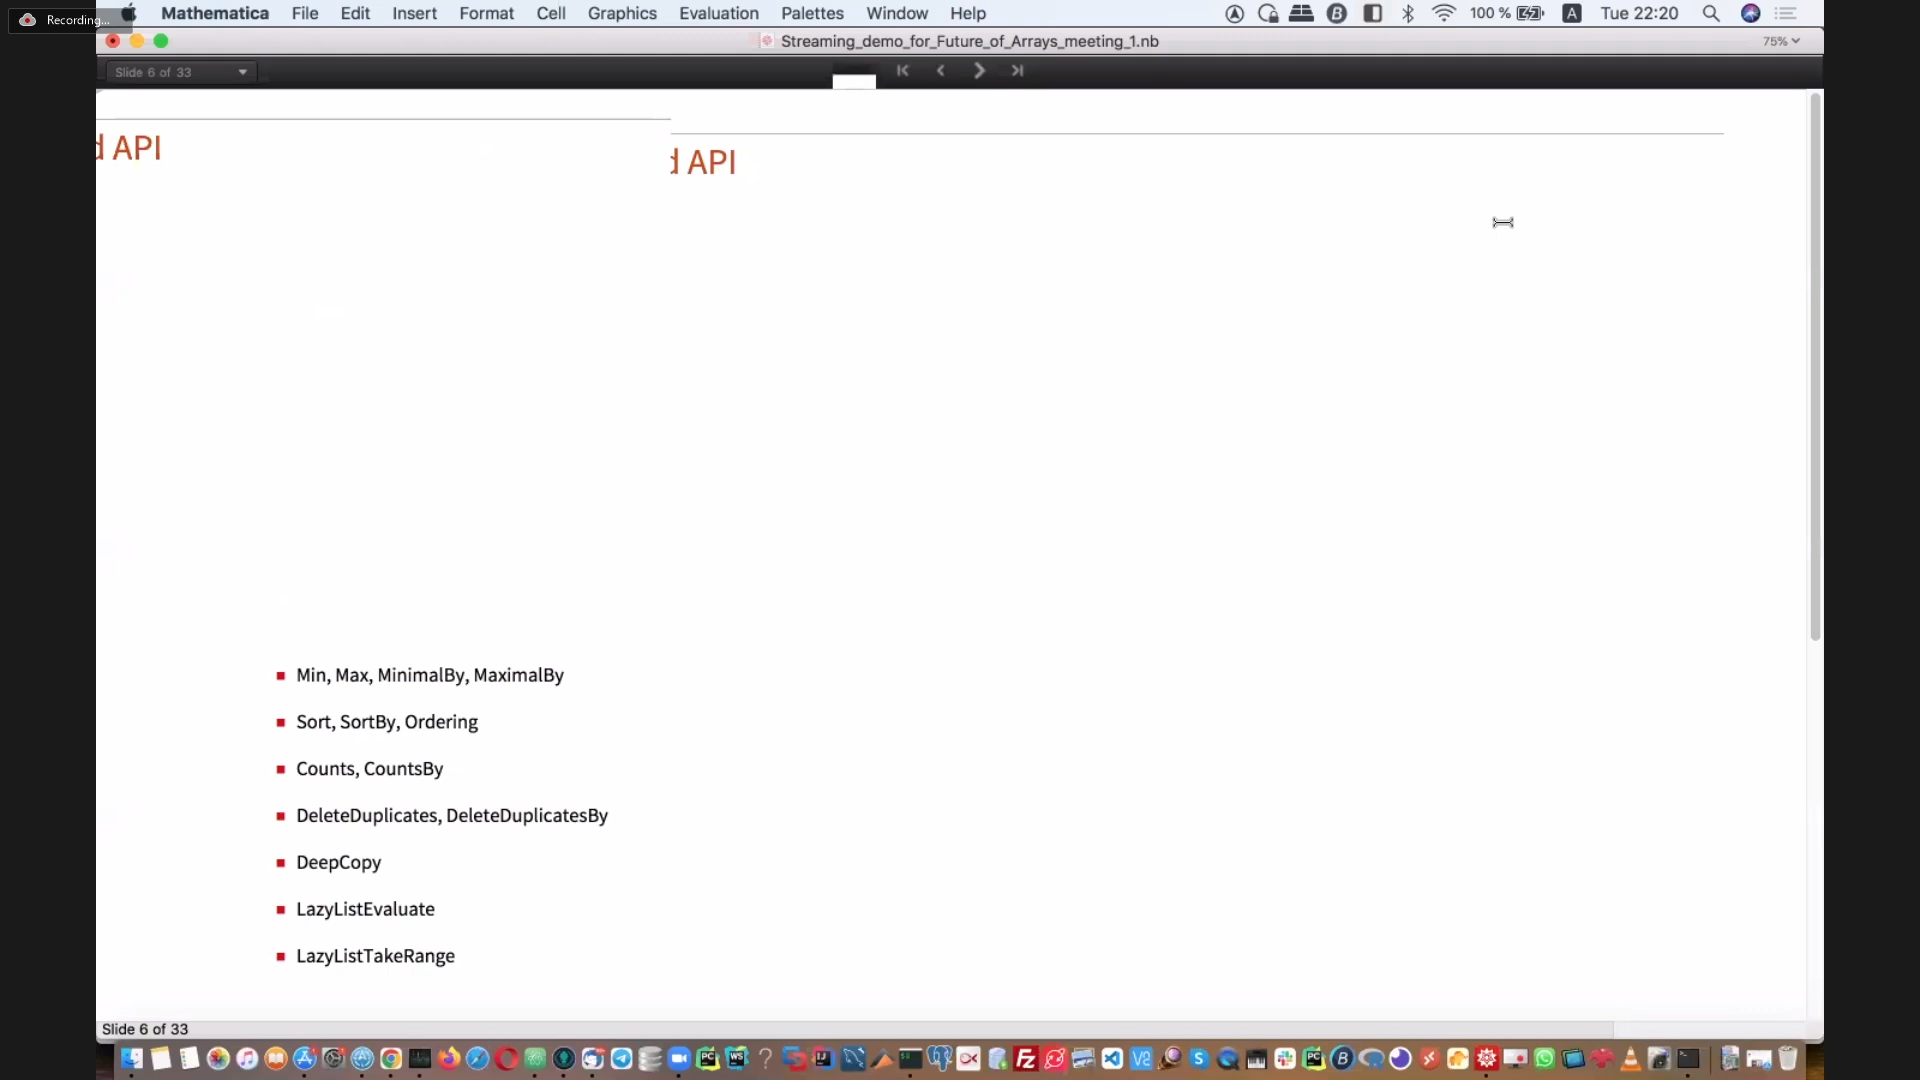 Recording...
Mathematica File Edit Insert Format Cell Graphics Evaluation Palettes Window Help 100 % A Tue 22:20
Streaming_demo_for_Future_of_Arrays_meeting_1.nb 75%
Slide 6 of 33
d API
d API
Min, Max, MinimalBy, MaximalBy
Sort, SortBy, Ordering
Counts, CountsBy
DeleteDuplicates, DeleteDuplicatesBy
DeepCopy
LazyListEvaluate
LazyListTakeRange
Slide 6 of 33